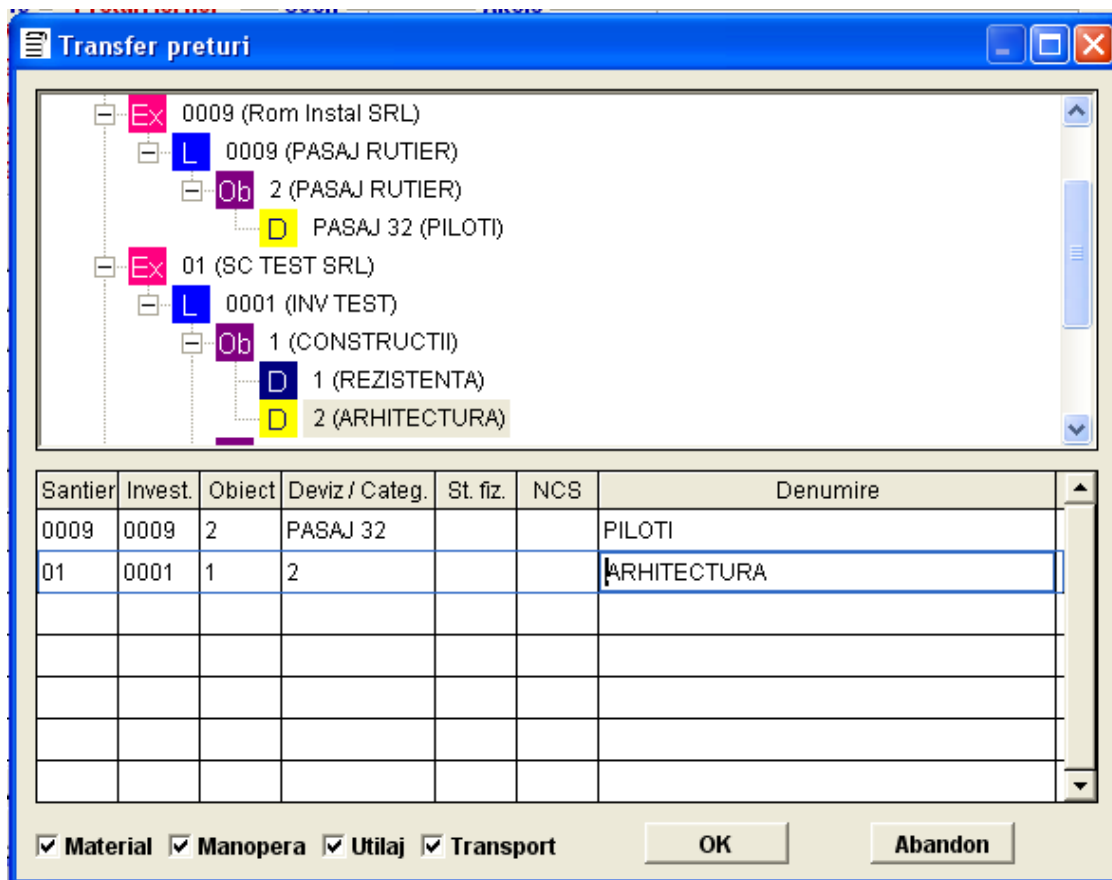 Transfer preturi
Ex 0009 (Rom Instal SRL)
L 0009 (PASAJ RUTIER)
Ob 2 (PASAJ RUTIER)
D PASAJ 32 (PILOTI)
Ex 01 (SC TEST SRL)
L 0001 (INV TEST)
Ob 1 (CONSTRUCTII)
D 1 (REZISTENTA)
D 2 (ARHITECTURA)
Santier Invest. Obiect Deviz / Categ. St. fiz. NCS Denumire
0009 0009 2 PASAJ 32 PILOTI
01 0001 1 2 ARHITECTURA
Material Manopera Utilaj Transport OK Abandon